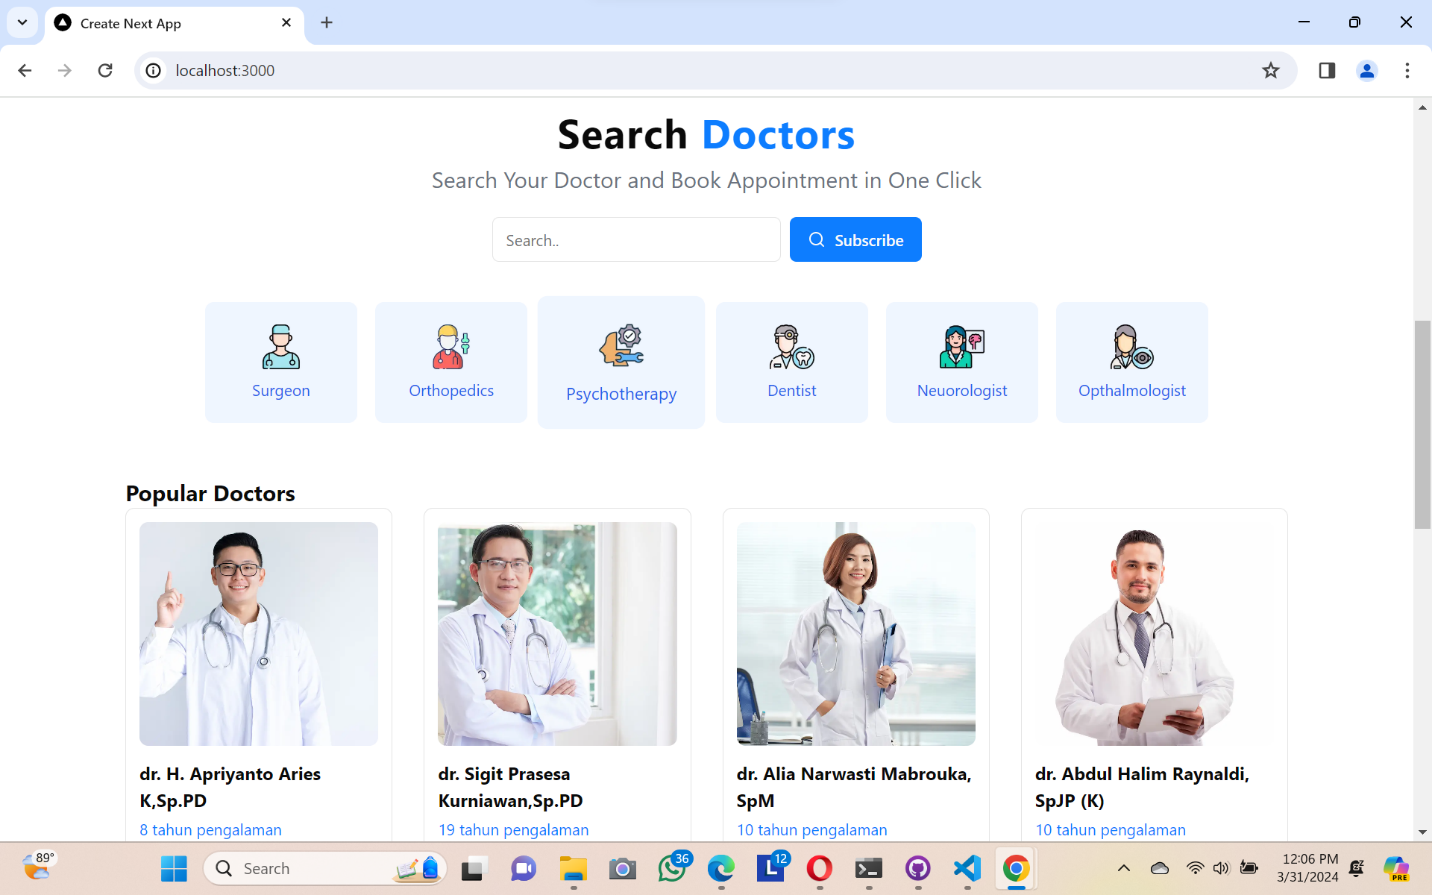 Create Next App
localhost:3000
Search Doctors
Search Your Doctor and Book Appointment in One Click
Search..
Subscribe
Surgeon
Orthopedics
Psychotherapy
Dentist
Neuorologist
Opthalmologist
Popular Doctors
dr. H. Apriyanto Aries
K,Sp.PD
8 tahun pengalaman
dr. Sigit Prasesa
Kurniawan,Sp.PD
19 tahun pengalaman
dr. Alia Narwasti Mabrouka,
SpM
10 tahun pengalaman
dr. Abdul Halim Raynaldi,
SpJP (K)
10 tahun pengalaman
89°
Search
36
L
12
12:06 PM
3/31/2024
PRE